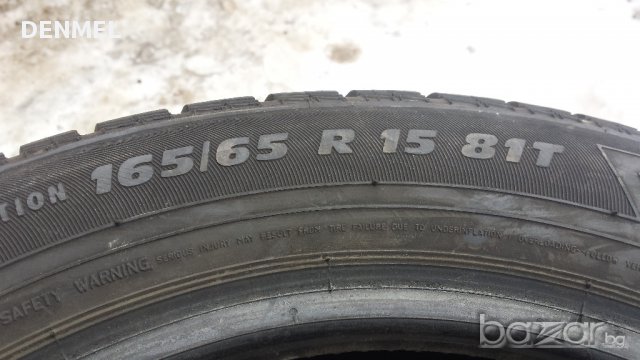 DENMEL
TION 165/65 R 15 81T
SAFETY WARNING SERIOUS INJURY MAY RESULT FROM TIRE FAILURE DUE TO UNDERINFLATION / OVERLOADING-FOLLOW
bazar.bg